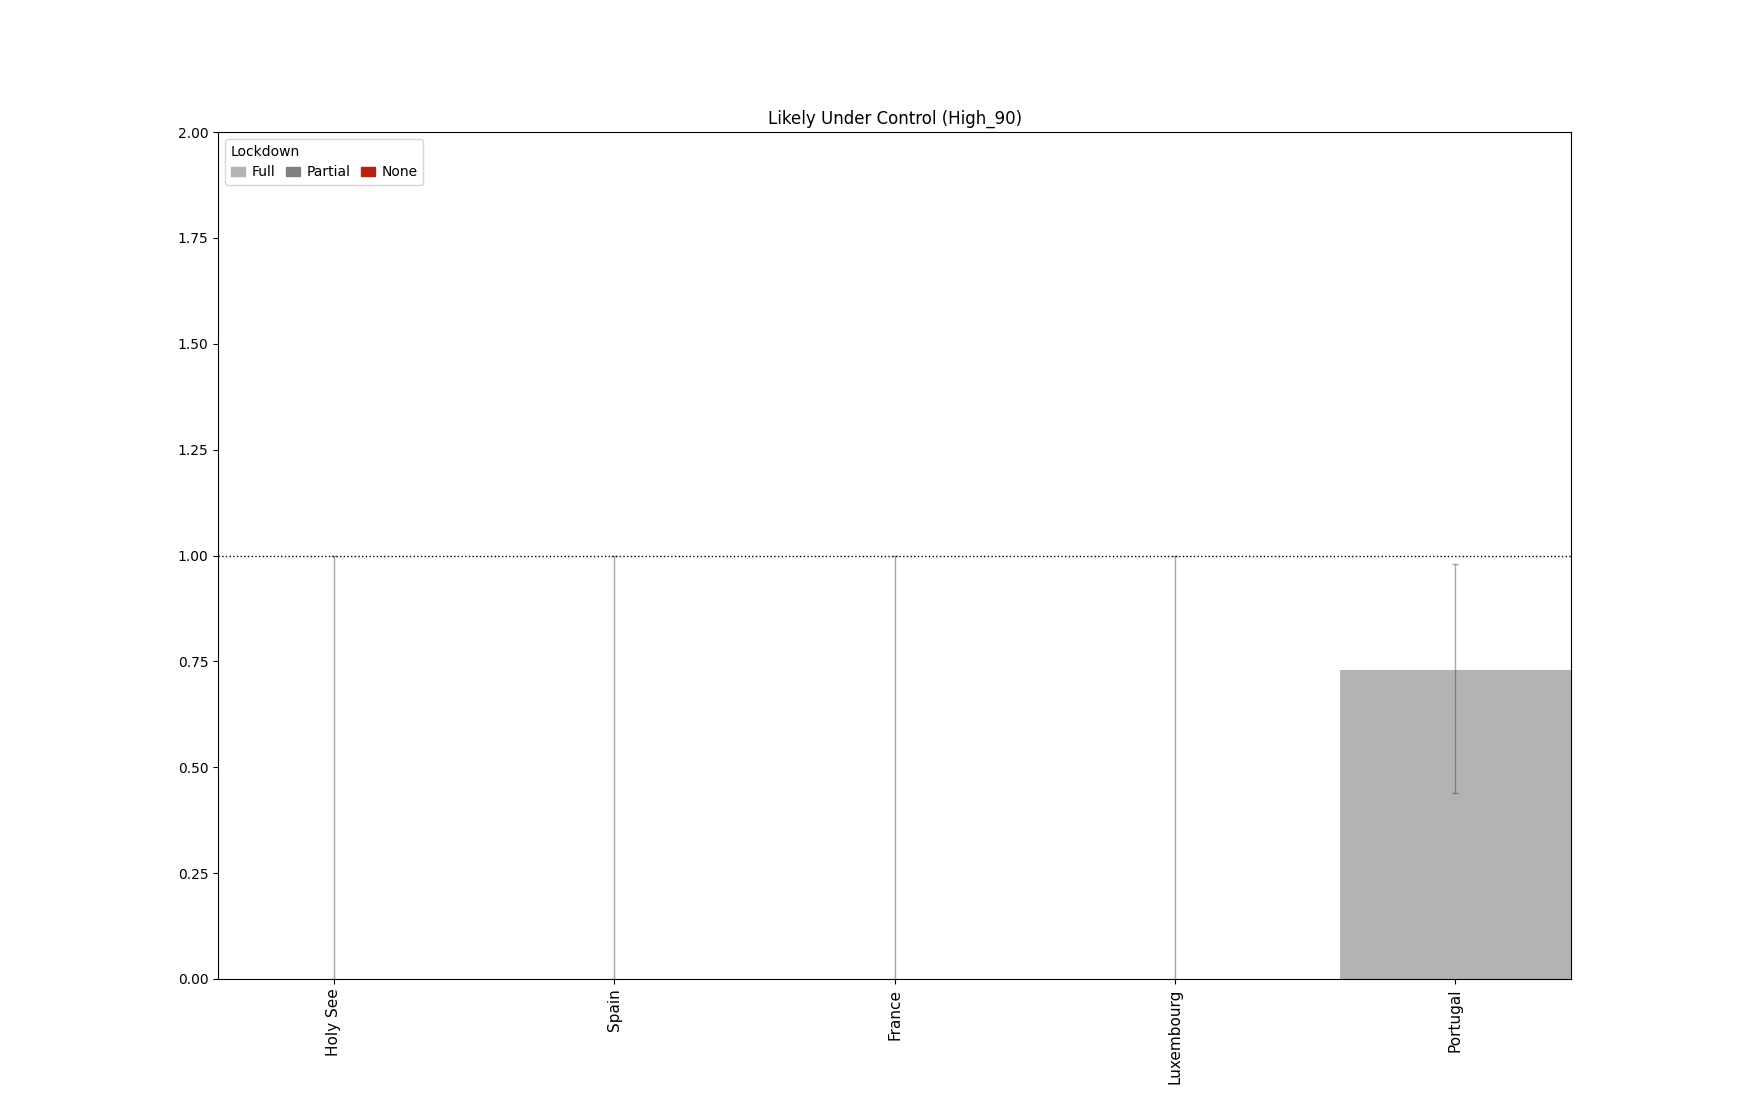 Likely Under Control (High_90)
2.00
Lockdown
Full Partial None
1.75
1.50
1.25
1.00
0.75
0.50
0.25
0.00
Holy See
Spain
France
Luxembourg
Portugal